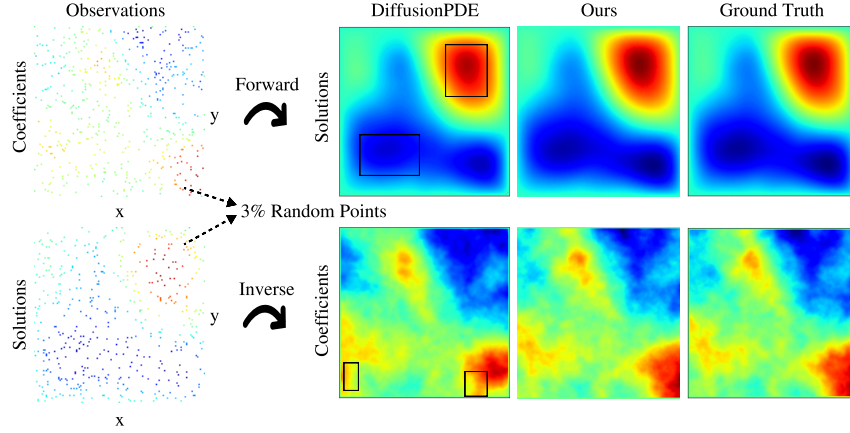 Observations
DiffusionPDE
Ours
Ground Truth
Coefficients
y
x
Forward
Solutions
3% Random Points
Solutions
y
x
Inverse
Coefficients